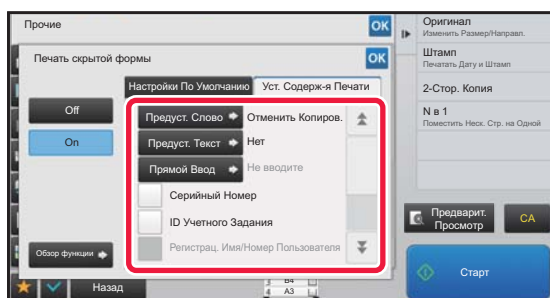 Прочие
OK
Печать скрытой формы
OK
Настройки По Умолчанию
Уст. Содерж-я Печати
Off
On
Предуст. Слово
Отменить Копиров.
Предуст. Текст
Нет
Прямой Ввод
Не вводите
Серийный Номер
ID Учетного Задания
Регистрац. Имя/Номер Пользователя
Обзор функции
Назад
3 B4
4 A3
Оригинал
Изменить Размер/Направл.
Штамп
Печатать Дату и Штамп
2-Стор. Копия
N в 1
Поместить Неск. Стр. на Одной
Предварит.
Просмотр
CA
Старт